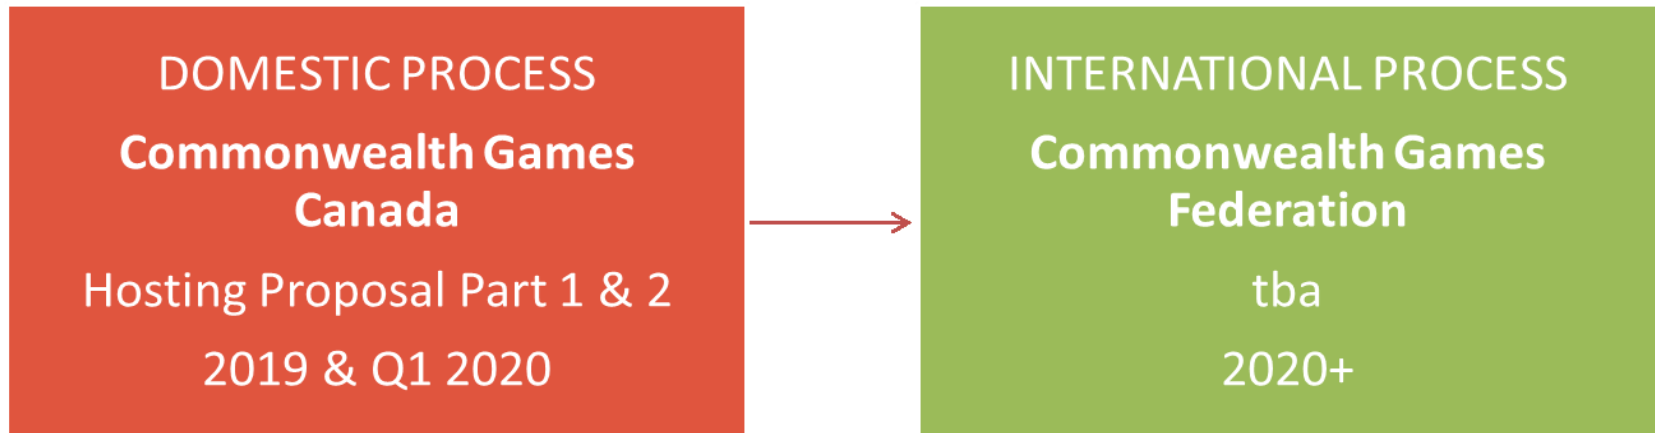 DOMESTIC PROCESS
Commonwealth Games
Canada
Hosting Proposal Part 1 & 2
2019 & Q1 2020
INTERNATIONAL PROCESS
Commonwealth Games
Federation
tba
2020+